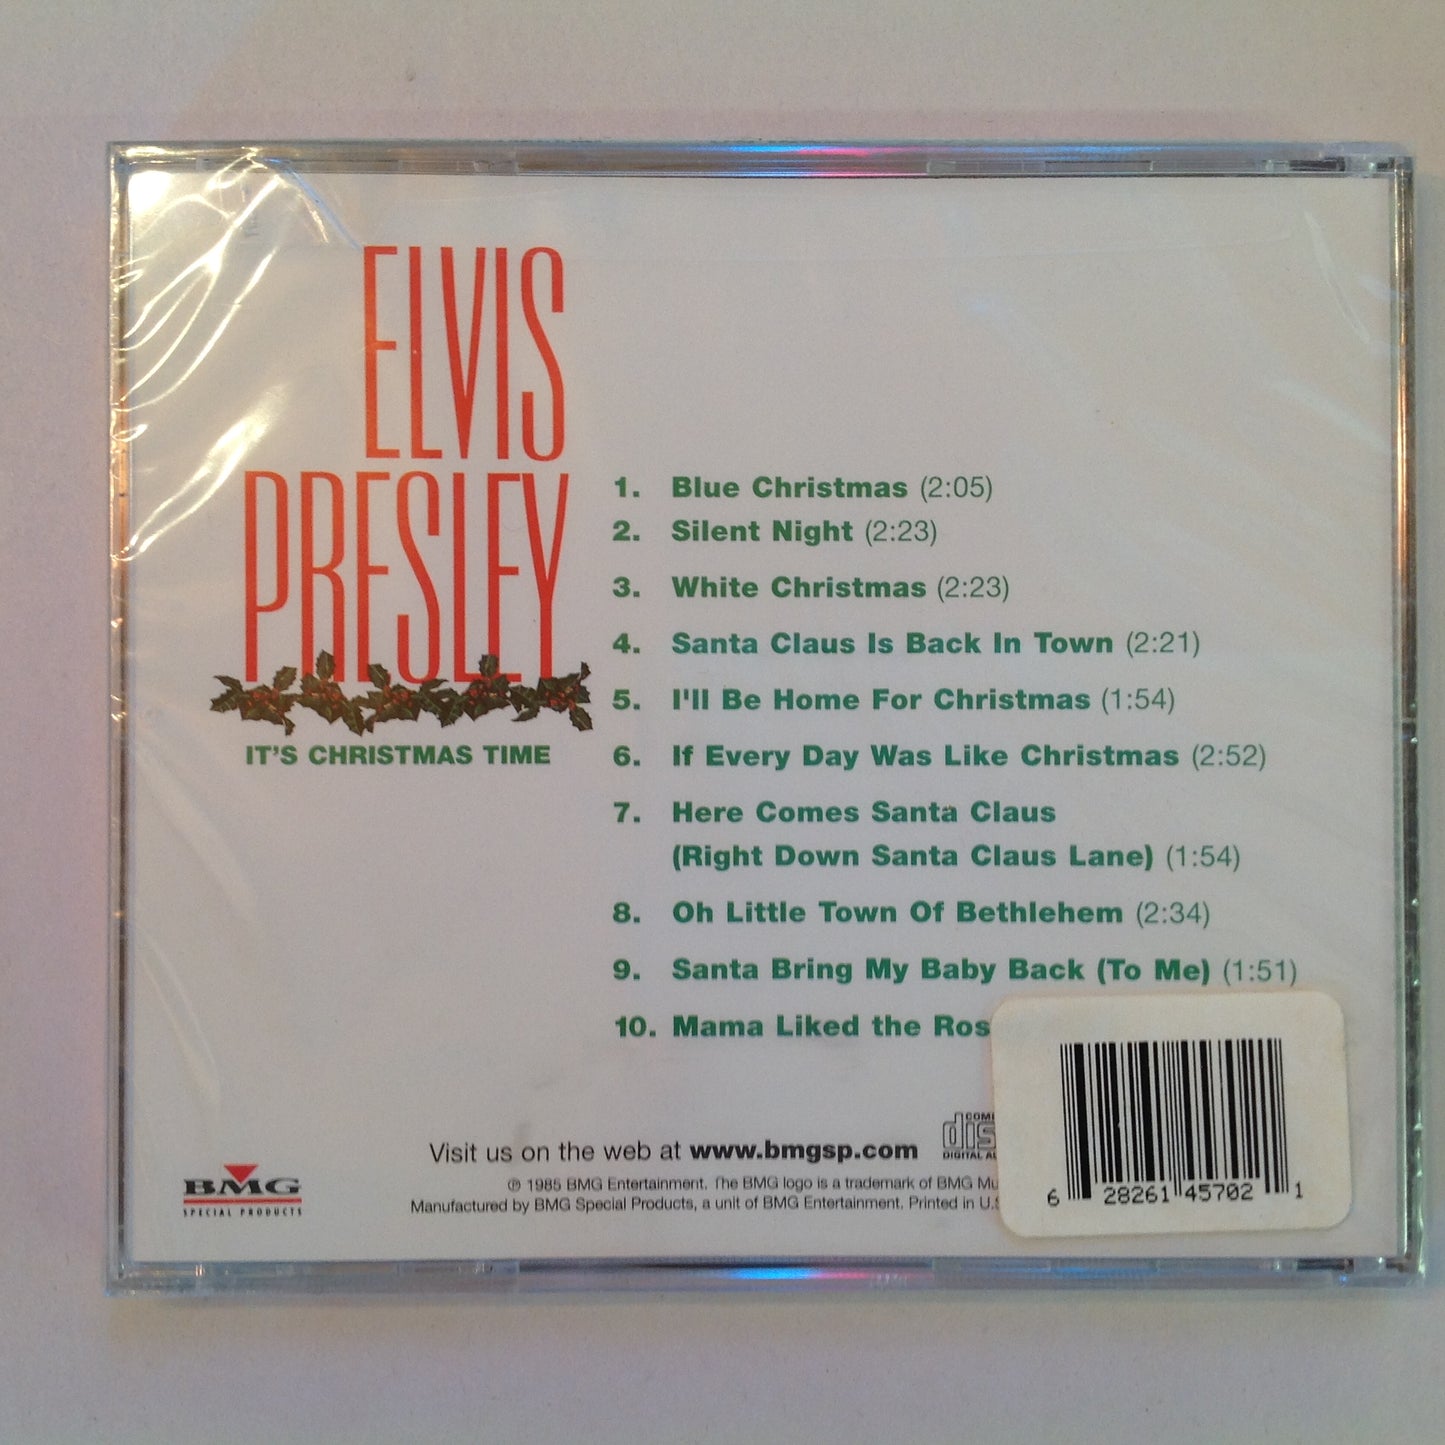 ELVIS
PRESLEY
IT'S CHRISTMAS TIME
1. Blue Christmas (2:05)
2. Silent Night (2:23)
3. White Christmas (2:23)
4. Santa Claus Is Back In Town (2:21)
5. I'll Be Home For Christmas (1:54)
6. If Every Day Was Like Christmas (2:52)
7. Here Comes Santa Claus
(Right Down Santa Claus Lane) (1:54)
8. Oh Little Town Of Bethlehem (2:34)
9. Santa Bring My Baby Back (To Me) (1:51)
10. Mama Liked the
Visit us on the web at www.bmgsp.com
DIGITAL
BMG
SPECIAL PRODUCTS
℗ 1985 BMG Entertainment. The BMG logo is a trademark of BMG
Manufactured by BMG Special Products, a unit of BMG Entertainment. Printed in
6 28261 45702 1